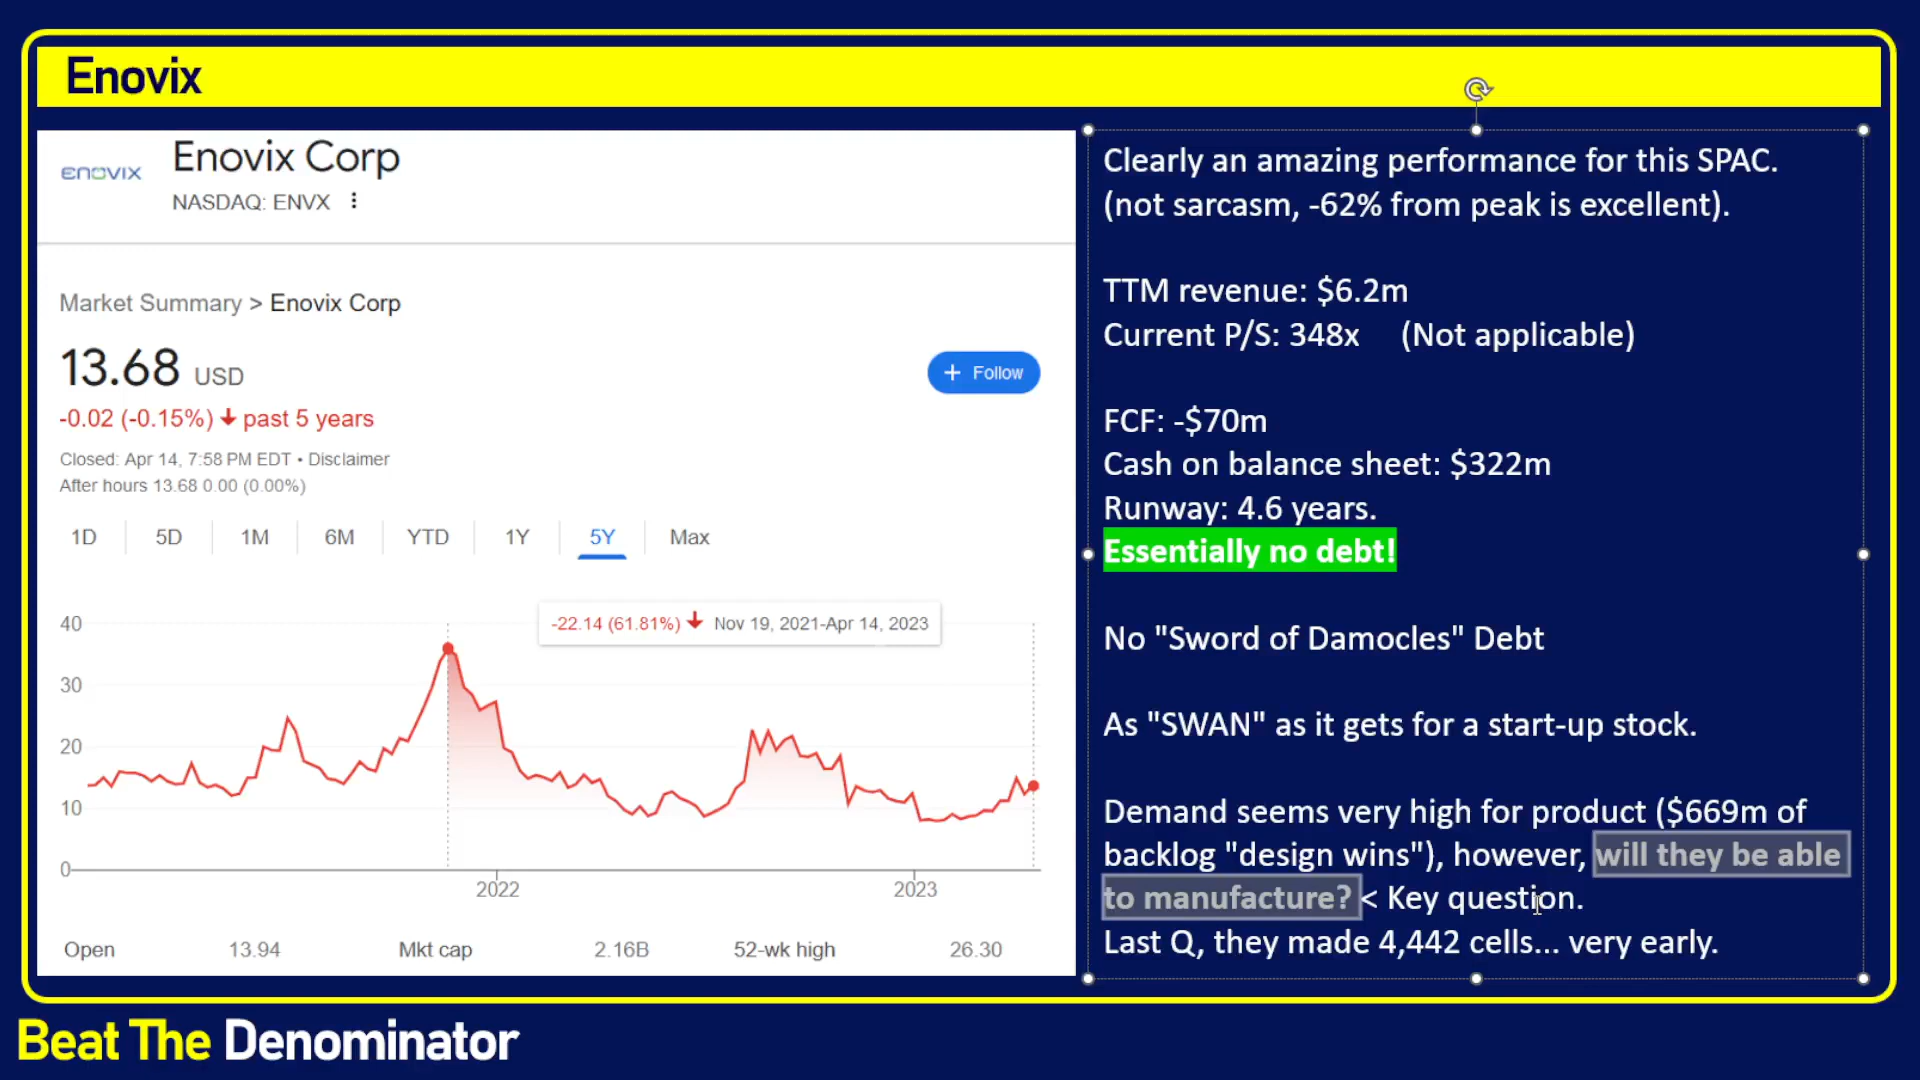 Enovix
ENOVIX
Enovix Corp
NASDAQ: ENVX
Market Summary > Enovix Corp
13.68 USD
-0.02 (-0.15%) past 5 years
Closed: Apr 14, 7:58 PM EDT • Disclaimer
After hours 13.68 0.00 (0.00%)
+ Follow
1D 5D 1M 6M YTD 1Y 5Y Max
-22.14 (61.81%) Nov 19, 2021-Apr 14, 2023
40
30
20
10
0
2022 2023
Open 13.94 Mkt cap 2.16B 52-wk high 26.30
Clearly an amazing performance for this SPAC.
(not sarcasm, -62% from peak is excellent).
TTM revenue: $6.2m
Current P/S: 348x (Not applicable)
FCF: -$70m
Cash on balance sheet: $322m
Runway: 4.6 years.
Essentially no debt!
No "Sword of Damocles" Debt
As "SWAN" as it gets for a start-up stock.
Demand seems very high for product ($669m of
backlog "design wins"), however, will they be able
to manufacture? < Key question.
Last Q, they made 4,442 cells... very early.
Beat The Denominator